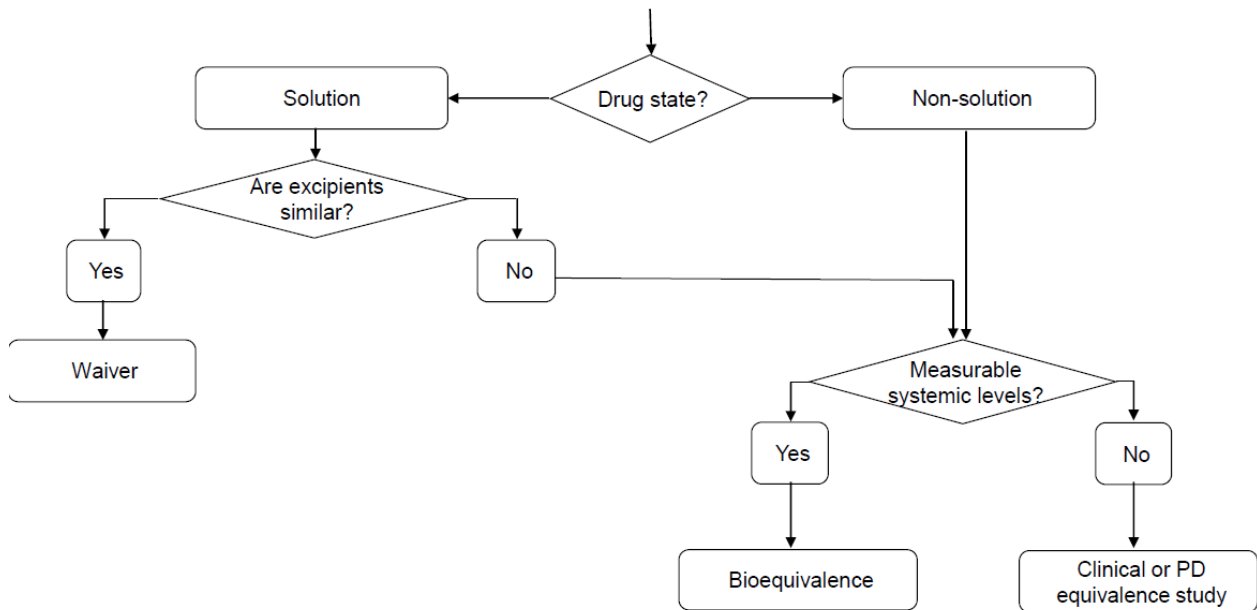 Solution
Drug state?
Non-solution
Are excipients
similar?
Yes
No
Waiver
Measurable
systemic levels?
Yes
No
Bioequivalence
Clinical or PD
equivalence study